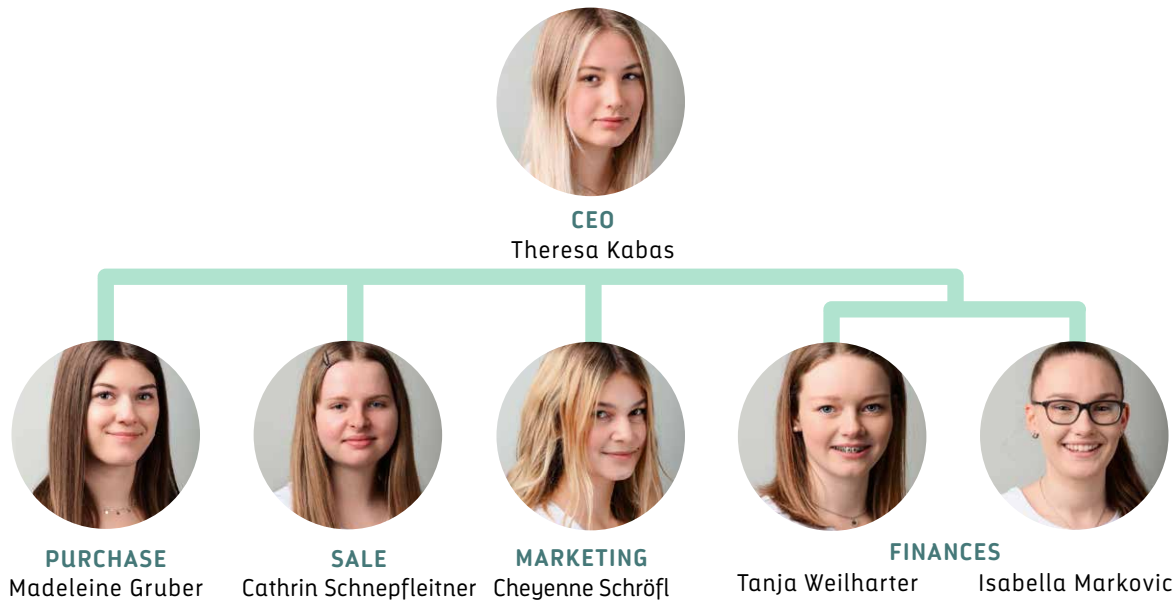 CEO
Theresa Kabas
PURCHASE
Madeleine Gruber
SALE
Cathrin Schnepfleitner
MARKETING
Cheyenne Schröfl
FINANCES
Tanja Weilharter
Isabella Markovic